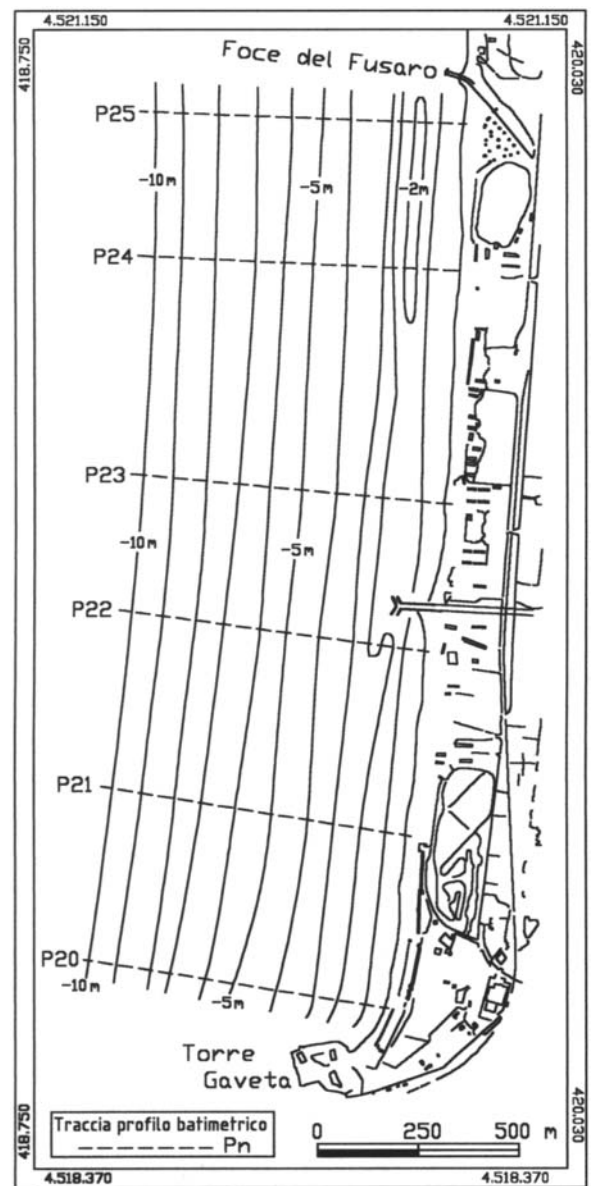 4.521.150
4.521.150
418.750
420.030
Foce del Fusaro
P25
-10m
-5m
-2m
P24
P23
-10m
-5m
P22
P21
P20
-10m
-5m
Torre
Gaveta
Traccia profilo batimetrico
Pn
0 250 500 m
418.750
420.030
4.518.370
4.518.370